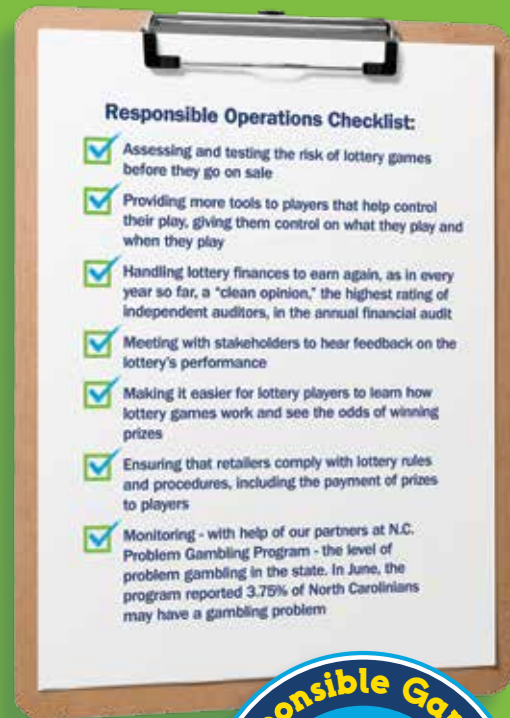 Responsible Operations Checklist:
Assessing and testing the risk of lottery games
before they go on sale
Providing more tools to players that help control
their play, giving them control on what they play and
when they play
Handling lottery finances to earn again, as in every
year so far, a "clean opinion," the highest rating of
independent auditors, in the annual financial audit
Meeting with stakeholders to hear feedback on the
lottery's performance
Making it easier for lottery players to learn how
lottery games work and see the odds of winning
prizes
Ensuring that retailers comply with lottery rules
and procedures, including the payment of prizes
to players
Monitoring - with help of our partners at N.C.
Problem Gambling Program - the level of
problem gambling in the state. In June, the
program reported 3.75% of North Carolinians
may have a gambling problem